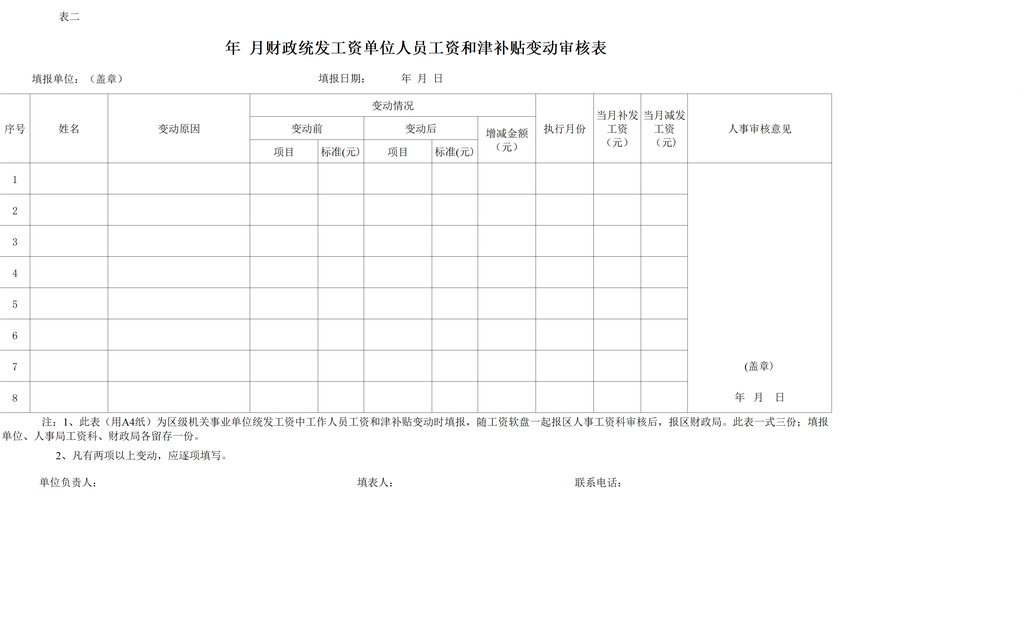 表二
年 月财政统发工资单位人员工资和津补贴变动审核表
填报单位：（盖章） 填报日期： 年 月 日
序号 姓名 变动原因 变动情况 执行月份 当月补发工资（元） 当月减发工资（元） 人事审核意见
变动前 变动后 增减金额（元）
项目 标准(元) 项目 标准(元)
1
2
3
4
5
6
7 (盖章)
8 年 月 日
注：1、此表（用A4纸）为区级机关事业单位统发工资中工作人员工资和津补贴变动时填报，随工资软盘一起报区人事工资科审核后，报区财政局。此表一式三份；填报
单位、人事局工资科、财政局各留存一份。
2、凡有两项以上变动，应逐项填写。
单位负责人： 填表人： 联系电话：